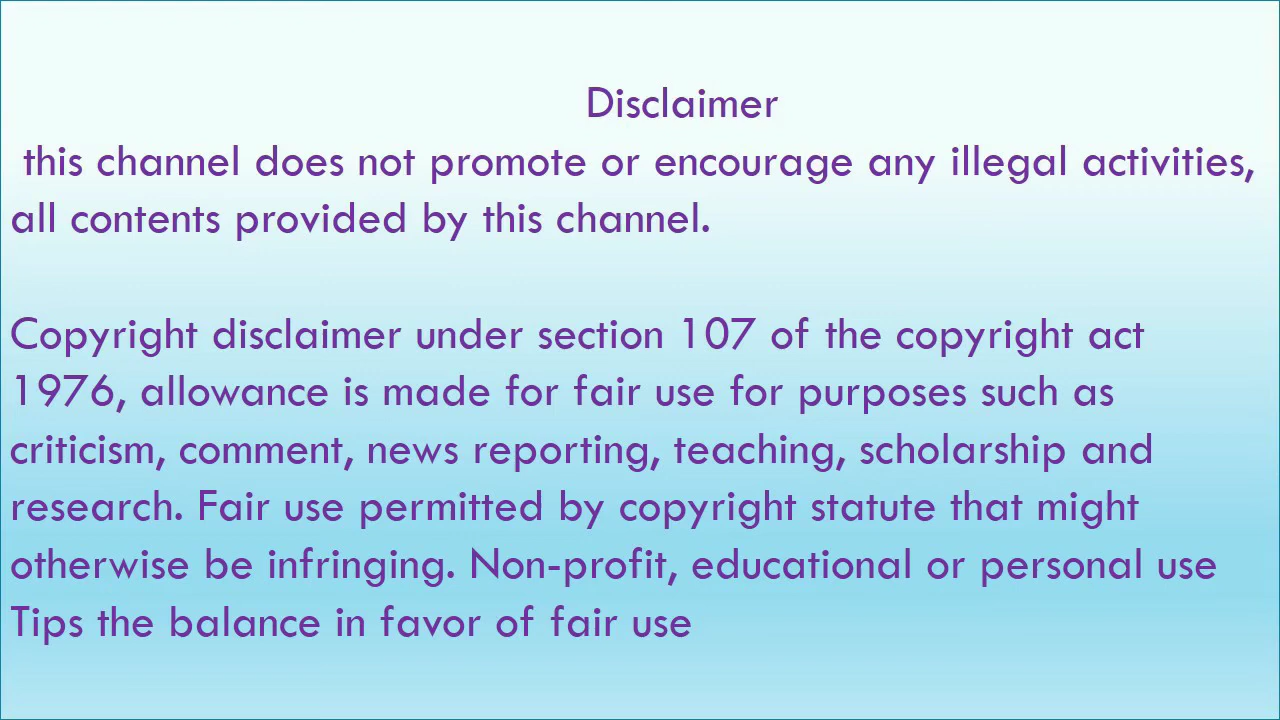 Disclaimer
this channel does not promote or encourage any illegal activities,
all contents provided by this channel.
Copyright disclaimer under section 107 of the copyright act
1976, allowance is made for fair use for purposes such as
criticism, comment, news reporting, teaching, scholarship and
research. Fair use permitted by copyright statute that might
otherwise be infringing. Non-profit, educational or personal use
Tips the balance in favor of fair use